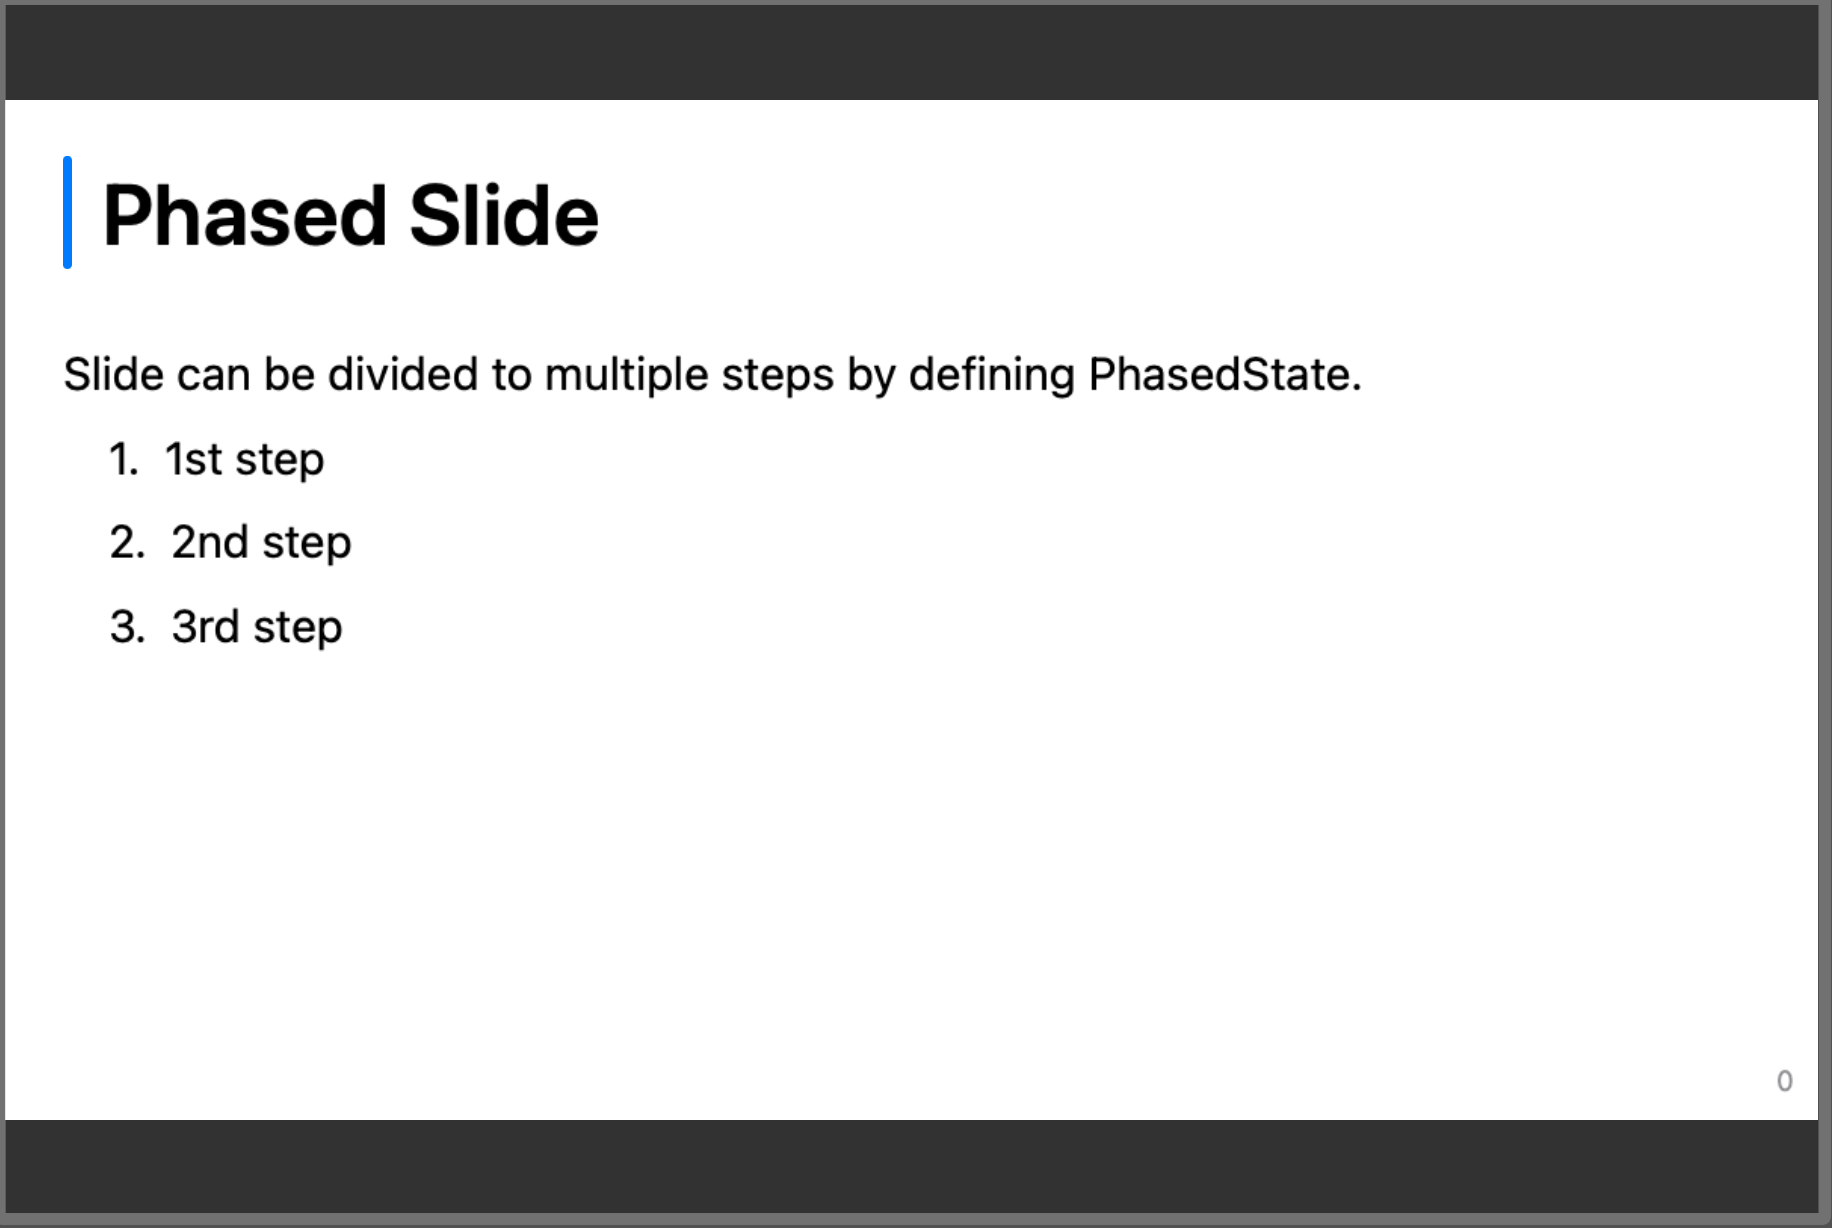 Phased Slide
Slide can be divided to multiple steps by defining PhasedState.
1. 1st step
2. 2nd step
3. 3rd step
0